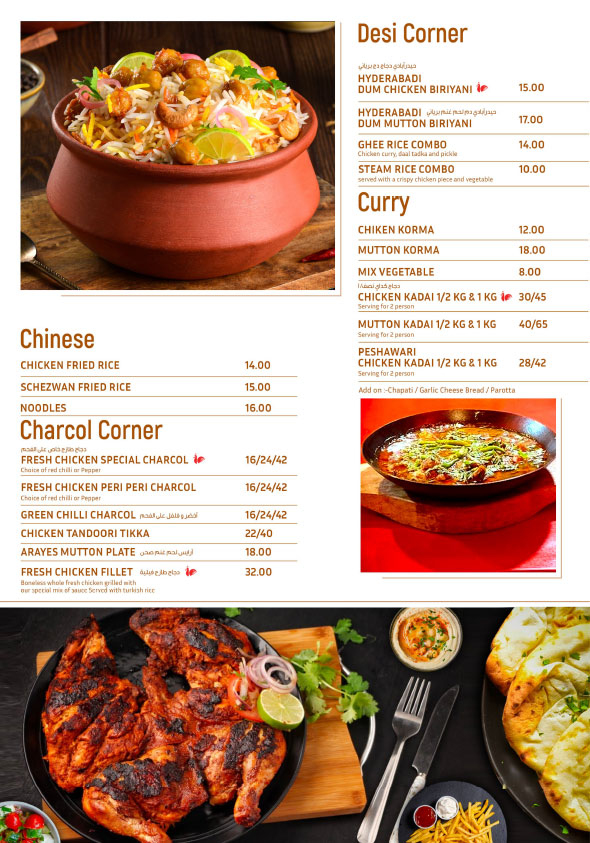 Desi Corner
حيدرآبادي دجاج دم برياني
HYDERABADI
DUM CHICKEN BIRIYANI 15.00
HYDERABADI حيدرآبادي دم لحم غنم برياني
DUM MUTTON BIRIYANI 17.00
GHEE RICE COMBO 14.00
Chicken curry, daal tadka and pickle
STEAM RICE COMBO 10.00
served with a crispy chicken piece and vegetable
Curry
CHIKEN KORMA 12.00
MUTTON KORMA 18.00
MIX VEGETABLE 8.00
دجاج كداي
CHICKEN KADAI 1/2 KG & 1 KG 30/45
Serving for 2 person
MUTTON KADAI 1/2 KG & 1 KG 40/65
Serving for 2 person
PESHAWARI
CHICKEN KADAI 1/2 KG & 1 KG 28/42
Serving for 2 person
Add on :-Chapati / Garlic Cheese Bread / Parotta
Chinese
CHICKEN FRIED RICE 14.00
SCHEZWAN FRIED RICE 15.00
NOODLES 16.00
Charcol Corner
دجاج طازج خاص على الفحم
FRESH CHICKEN SPECIAL CHARCOL 16/24/42
Choice of red chilli or Pepper
FRESH CHICKEN PERI PERI CHARCOL 16/24/42
Choice of red chilli or Pepper
GREEN CHILLI CHARCOL أخضر و فلفل على الفحم 16/24/42
CHICKEN TANDOORI TIKKA 22/40
ARAYES MUTTON PLATE أرايس لحم غنم صحن 18.00
FRESH CHICKEN FILLET دجاج طازج فيلية 32.00
Boneless whole fresh chicken grilled with
our special mix of sauce Served with turkish rice